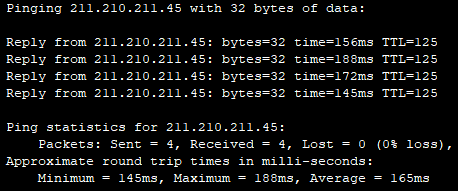 Pinging 211.210.211.45 with 32 bytes of data:
Reply from 211.210.211.45: bytes=32 time=156ms TTL=125
Reply from 211.210.211.45: bytes=32 time=188ms TTL=125
Reply from 211.210.211.45: bytes=32 time=172ms TTL=125
Reply from 211.210.211.45: bytes=32 time=145ms TTL=125
Ping statistics for 211.210.211.45:
Packets: Sent = 4, Received = 4, Lost = 0 (0% loss),
Approximate round trip times in milli-seconds:
Minimum = 145ms, Maximum = 188ms, Average = 165ms